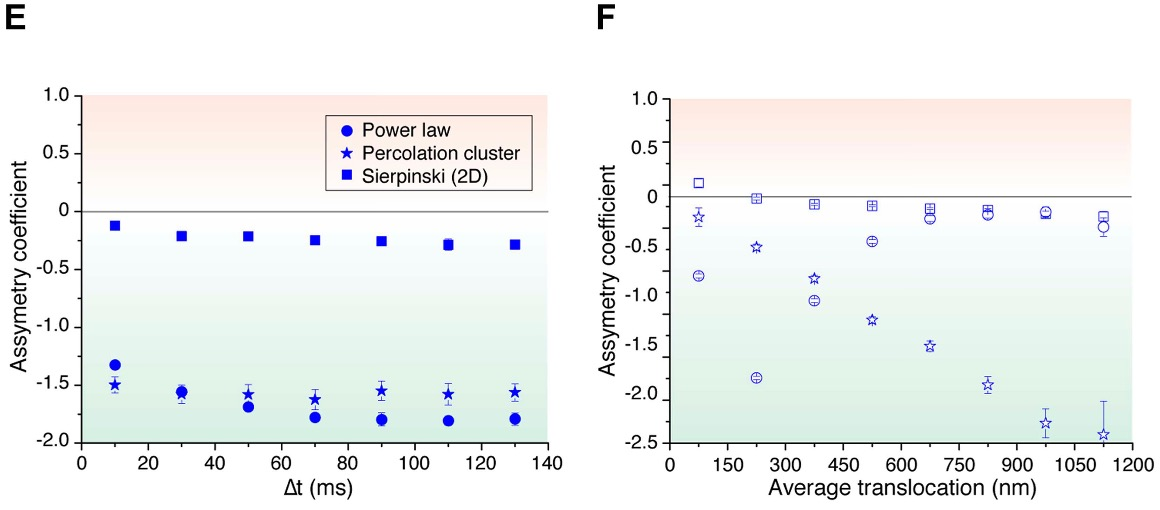 E
F
1.0
0.5
0
-0.5
-1.0
-1.5
-2.0
Assymetry coefficient
Power law
Percolation cluster
Sierpinski (2D)
0 20 40 60 80 100 120 140
Δt (ms)
1.0
0.5
0
-0.5
-1.0
-1.5
-2.0
-2.5
Assymetry coefficient
0 150 300 450 600 750 900 1050 1200
Average translocation (nm)